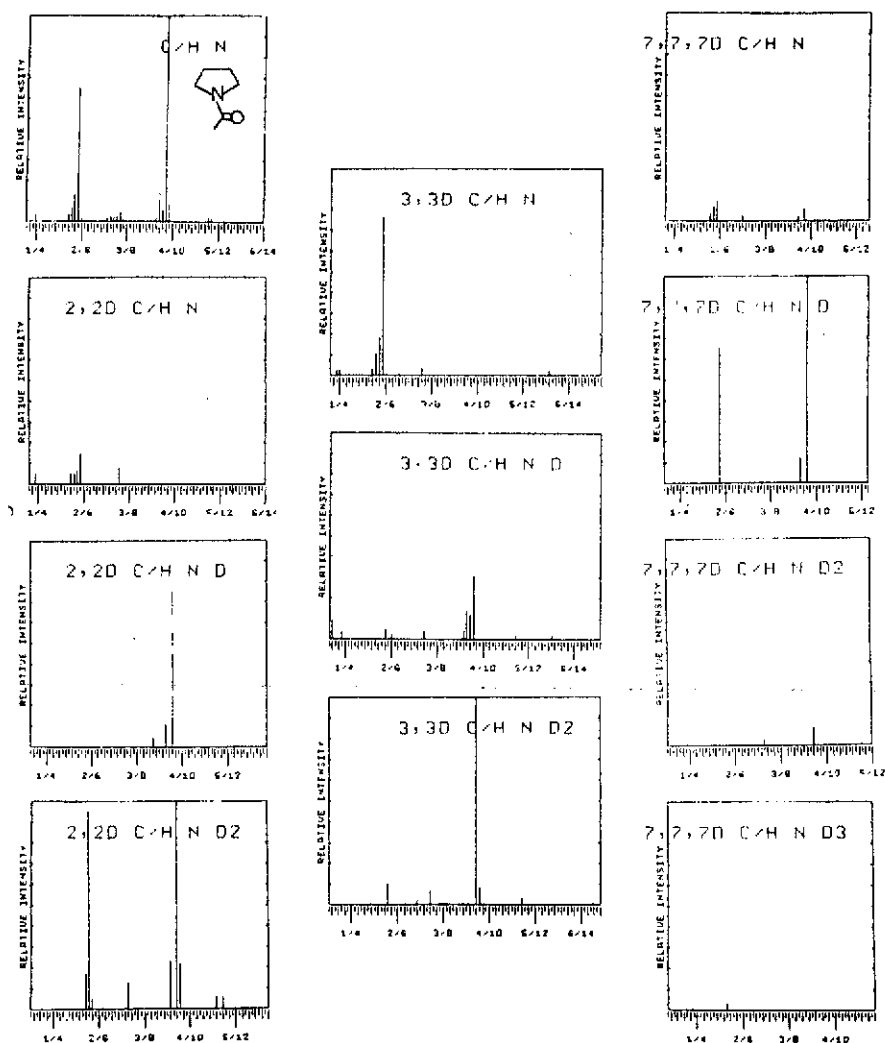 C/H N
N
O
RELATIVE INTENSITY
1/4 2/6 3/8 4/10 5/12 6/14
2,2D C/H N
RELATIVE INTENSITY
1/4 2/6 3/8 4/10 5/12 6/14
2,2D C/H N D
RELATIVE INTENSITY
1/4 2/6 3/8 4/10 5/12
2,2D C/H N D2
RELATIVE INTENSITY
1/4 2/6 3/8 4/10 5/12
3,3D C/H N
RELATIVE INTENSITY
1/4 2/6 3/8 4/10 5/12 6/14
3,3D C/H N D
RELATIVE INTENSITY
1/4 2/6 3/8 4/10 5/12 6/14
3,3D C/H N D2
RELATIVE INTENSITY
1/4 2/6 3/8 4/10 5/12 6/14
7,7,7D C/H N
RELATIVE INTENSITY
1/4 2/6 3/8 4/10 5/12
7,7,7D C/H N D
RELATIVE INTENSITY
1/4 2/6 3/8 4/10 5/12
7,7,7D C/H N D2
RELATIVE INTENSITY
1/4 2/6 3/8 4/10 5/12
7,7,7D C/H N D3
RELATIVE INTENSITY
1/4 2/6 3/8 4/10